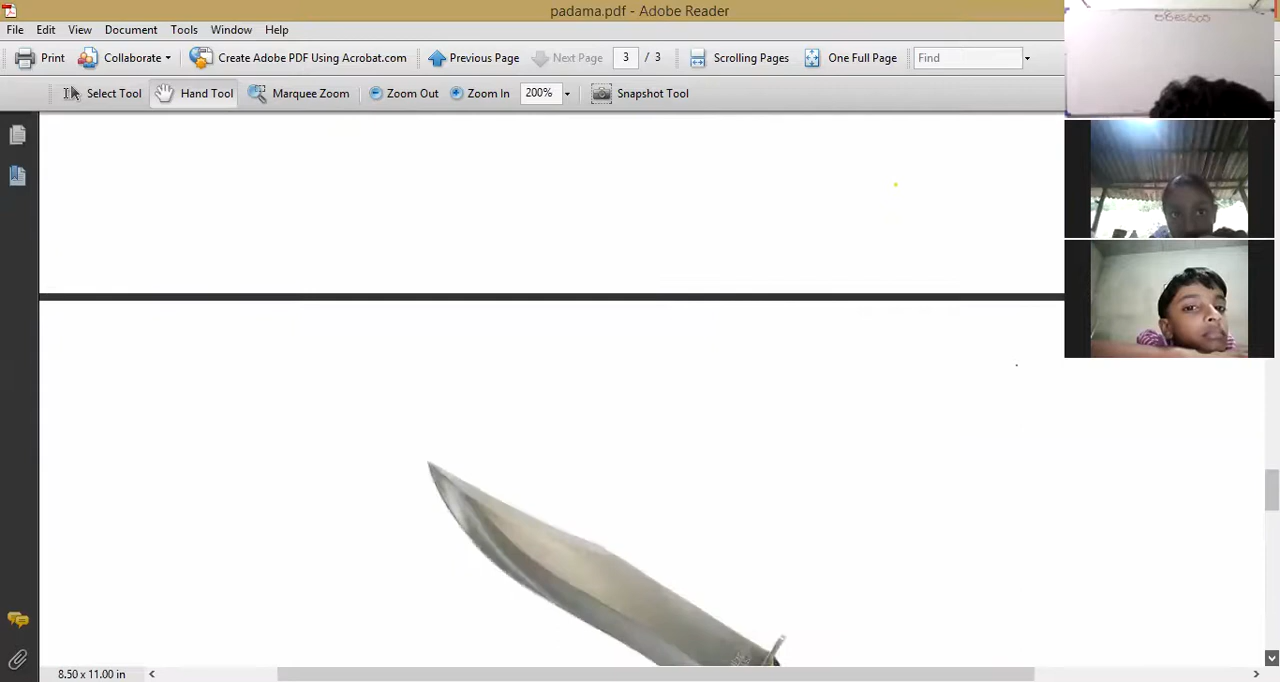 padama.pdf - Adobe Reader
File Edit View Document Tools Window Help
Print Collaborate Create Adobe PDF Using Acrobat.com Previous Page Next Page 3 / 3 Scrolling Pages One Full Page Find
Select Tool Hand Tool Marquee Zoom Zoom Out Zoom In 200% Snapshot Tool
8.50 x 11.00 in